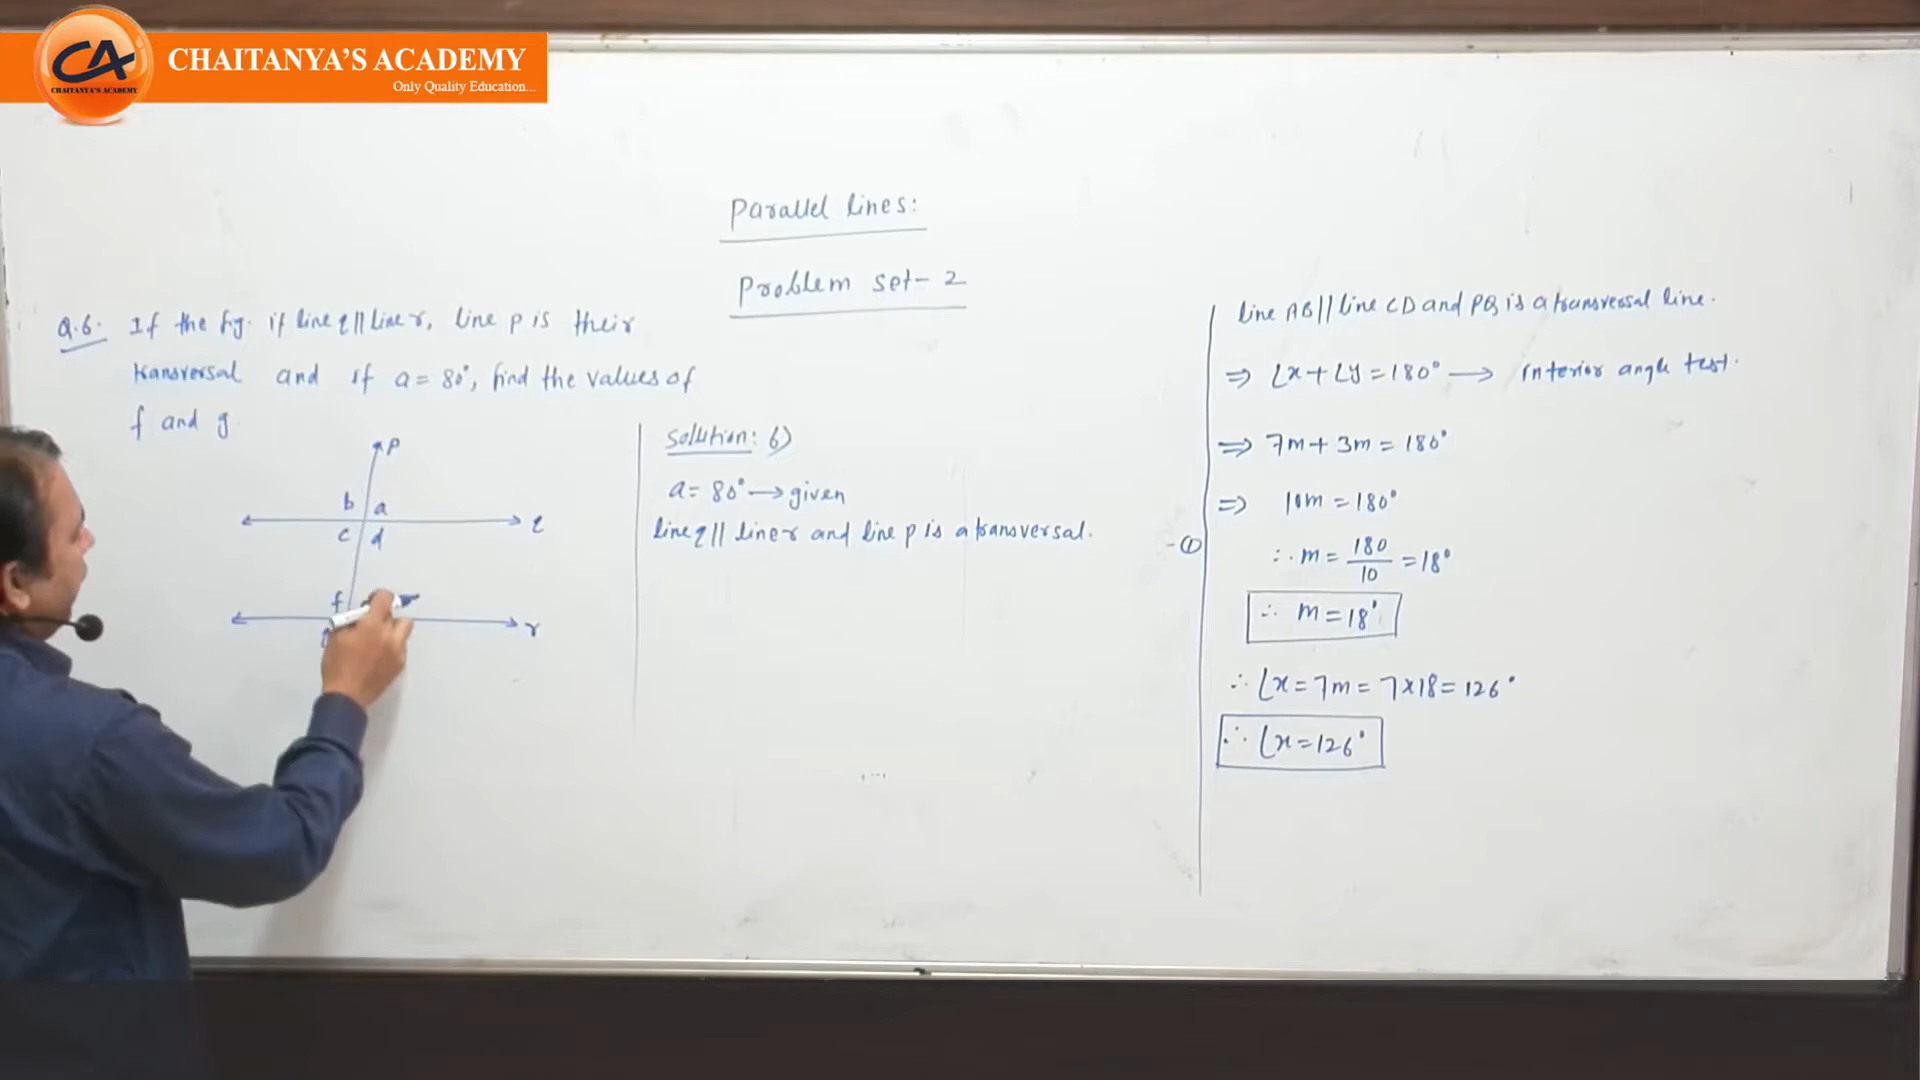 CA
CHAITANYA'S ACADEMY
CHAITANYA'S ACADEMY
Only Quality Education...
Parallel lines:
Problem set-2
Q.6. If the fig. if line q || line r, line p is their
transversal and if a = 80°, find the values of
f and g.
p
b a
c d
q
f
r
Solution: 6)
a = 80° → given
line q || line r and line p is a transversal.
- ①
line AB || line CD and PQ is a transversal line.
⇒ ∠x + ∠y = 180° → interior angle test.
⇒ 7m + 3m = 180°
⇒ 10m = 180°
∴ m = 180/10 = 18°
∴ m = 18°
∴ ∠x = 7m = 7×18 = 126°
∴ ∠x = 126°